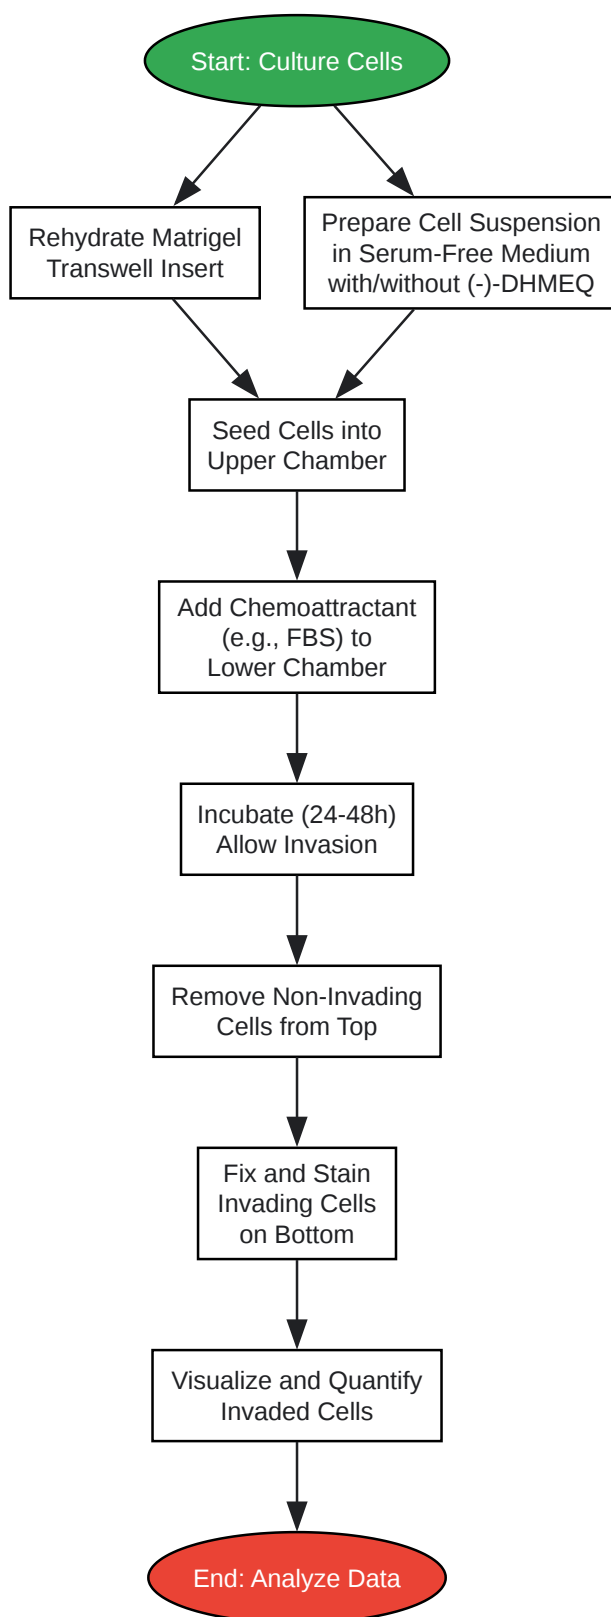 Start: Culture Cells
Rehydrate Matrigel
Transwell Insert
Prepare Cell Suspension
in Serum-Free Medium
with/without (-)-DHMEQ
Seed Cells into
Upper Chamber
Add Chemoattractant
(e.g., FBS) to
Lower Chamber
Incubate (24-48h)
Allow Invasion
Remove Non-Invading
Cells from Top
Fix and Stain
Invading Cells
on Bottom
Visualize and Quantify
Invaded Cells
End: Analyze Data